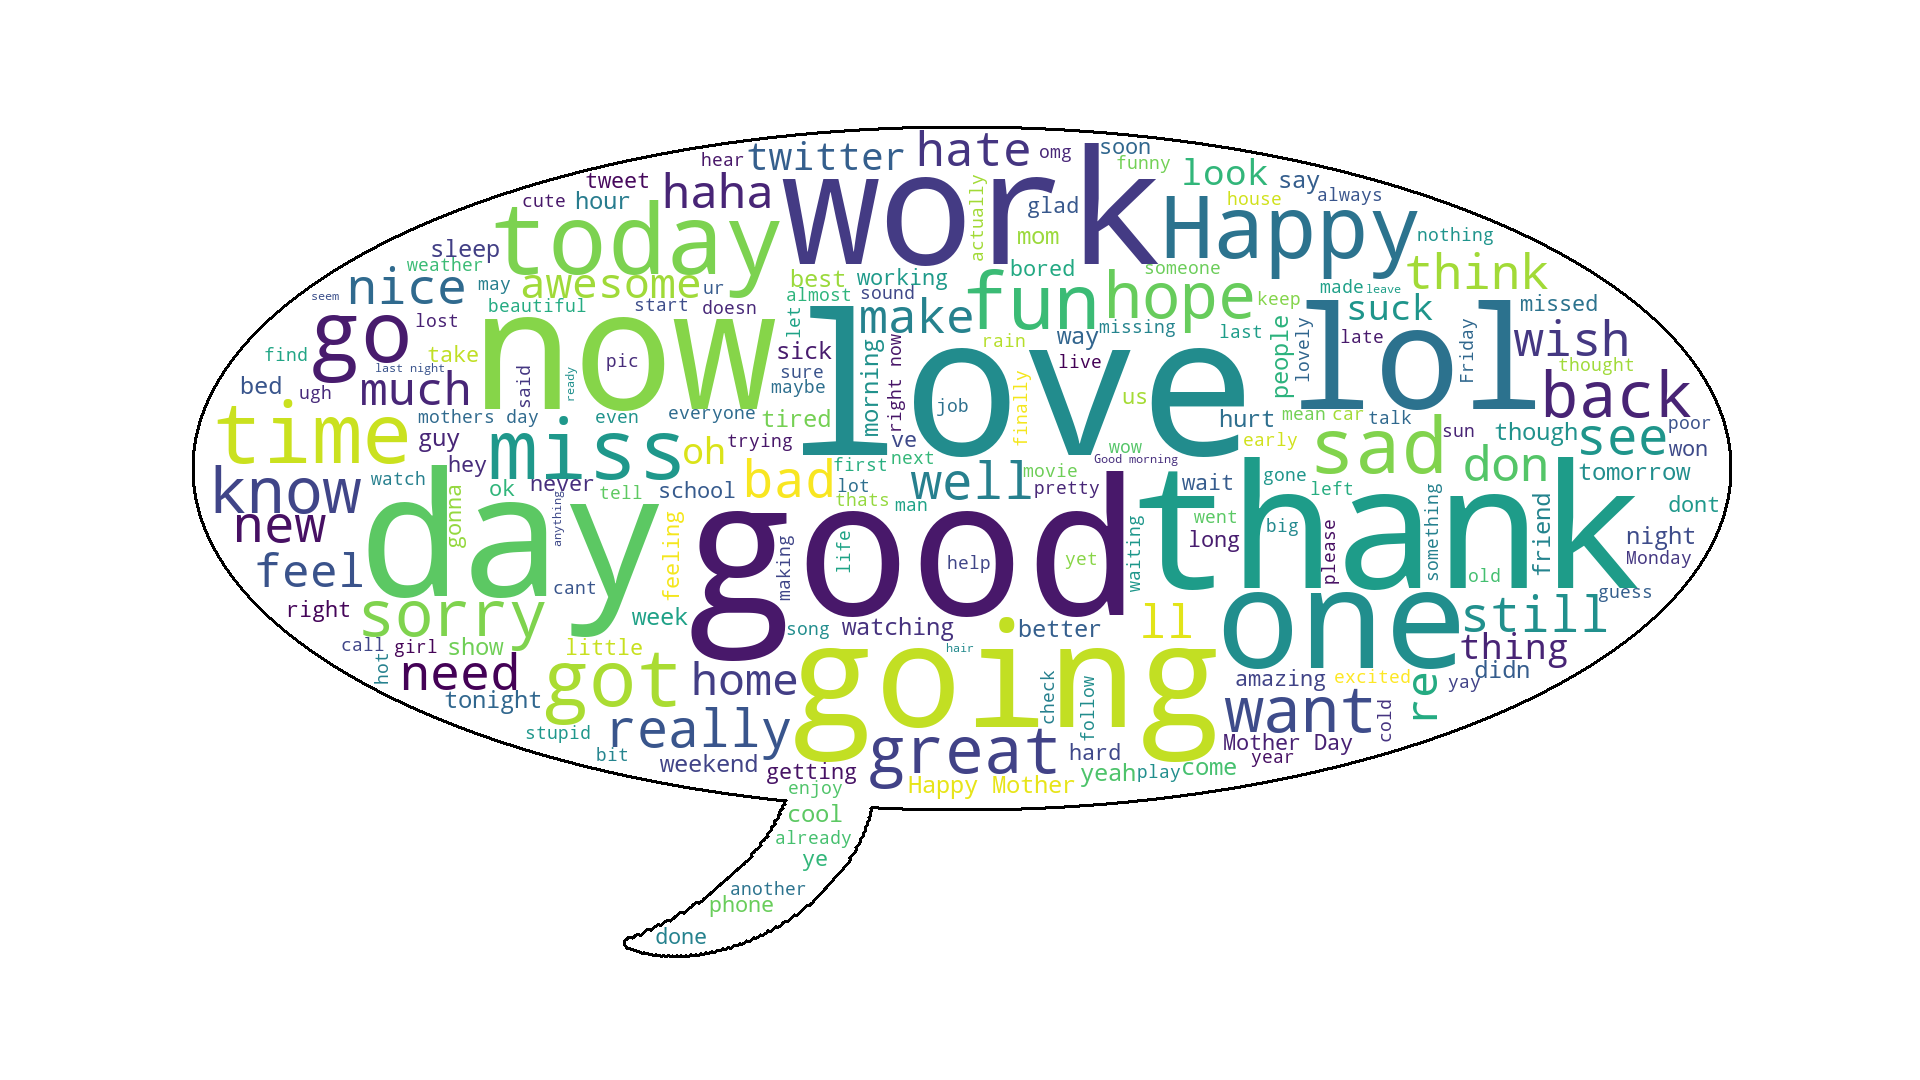 hate
omg
soon
twitter
hear
funny
look
say
work
tweet
haha
always
cute
hour
actually
glad
house
today
Happy
mom
nothing
sleep
weather
bored
someone
think
nice
may
awesome
ur
best
working
fun
hope
made
leave
seem
beautiful
start
doesn
almost
sound
keep
suck
missed
go
lost
now
let
make
way
missing
last
people
lovely
lol
late
Friday
wish
find
take
last night
pic
sick
love
rain
live
thought
bed
ugh
much
said
ready
sure
maybe
morning
right now
job
finally
us
back
time
mothers day
even
everyone
tired
hurt
mean
car
talk
guy
miss
oh
trying
ve
early
sad
sun
though
see
poor
won
hey
bad
first
next
wow
Good morning
know
watch
ok
never
tell
school
lot
thats
man
well
movie
pretty
wait
gone
left
don
tomorrow
new
day
gonna
anything
feeling
good
thank
went
big
long
please
something
friend
dont
night
Monday
feel
cant
making
life
help
yet
waiting
old
guess
right
sorry
week
song
watching
better
ll
one
still
call
girl
show
little
hair
thing
hot
need
got
home
going
amazing
excited
re
yay
didn
tonight
really
check
follow
want
cold
stupid
bit
weekend
getting
great
hard
yeah
play
come
Mother Day
year
enjoy
Happy Mother
cool
already
ye
another
phone
done